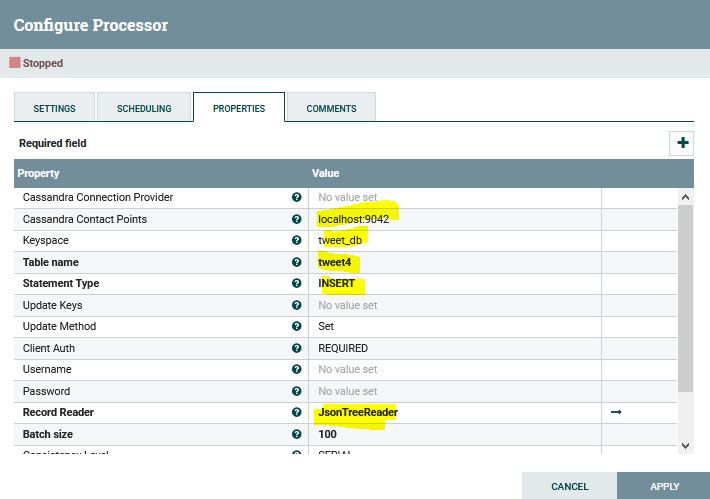 Configure Processor
Stopped
SETTINGS SCHEDULING PROPERTIES COMMENTS
Required field
Property Value
Cassandra Connection Provider No value set
Cassandra Contact Points localhost:9042
Keyspace tweet_db
Table name tweet4
Statement Type INSERT
Update Keys No value set
Update Method Set
Client Auth REQUIRED
Username No value set
Password No value set
Record Reader JsonTreeReader
Batch size 100
CANCEL APPLY